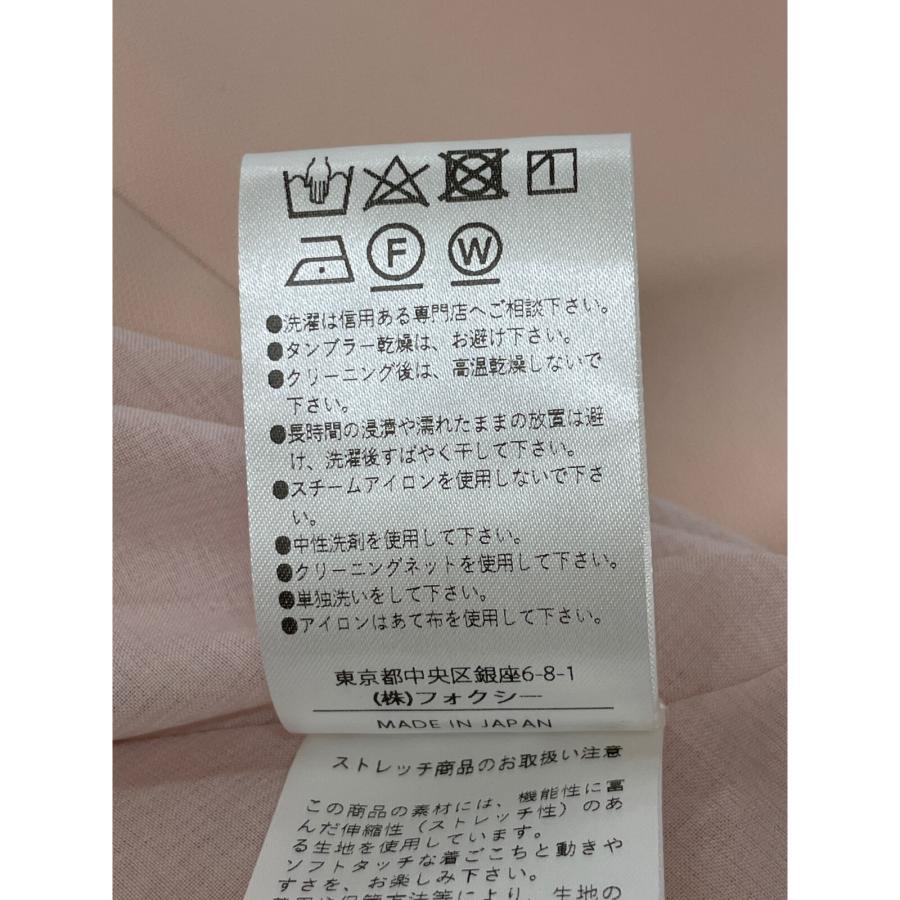 F W
●洗濯は信用ある専門店へご相談下さい。
●タンブラー乾燥は、お避け下さい。
●クリーニング後は、高温乾燥しないで
下さい。
●長時間の浸漬や濡れたままの放置は避
け、洗濯後すばやく干して下さい。
●スチームアイロンを使用しないで下さ
い。
●中性洗剤を使用して下さい。
●クリーニングネットを使用して下さい。
●単独洗いをして下さい。
●アイロンはあて布を使用して下さい。
東京都中央区銀座6-8-1
(株)フォクシー
MADE IN JAPAN
ストレッチ商品のお取扱い注意
この商品の素材には、機能性に富
んだ伸縮性（ストレッチ性）のあ
る生地を使用しています。
ソフトタッチな着ごこちと動きや
すさを、お楽しみ下さい。
方法等により、生地の